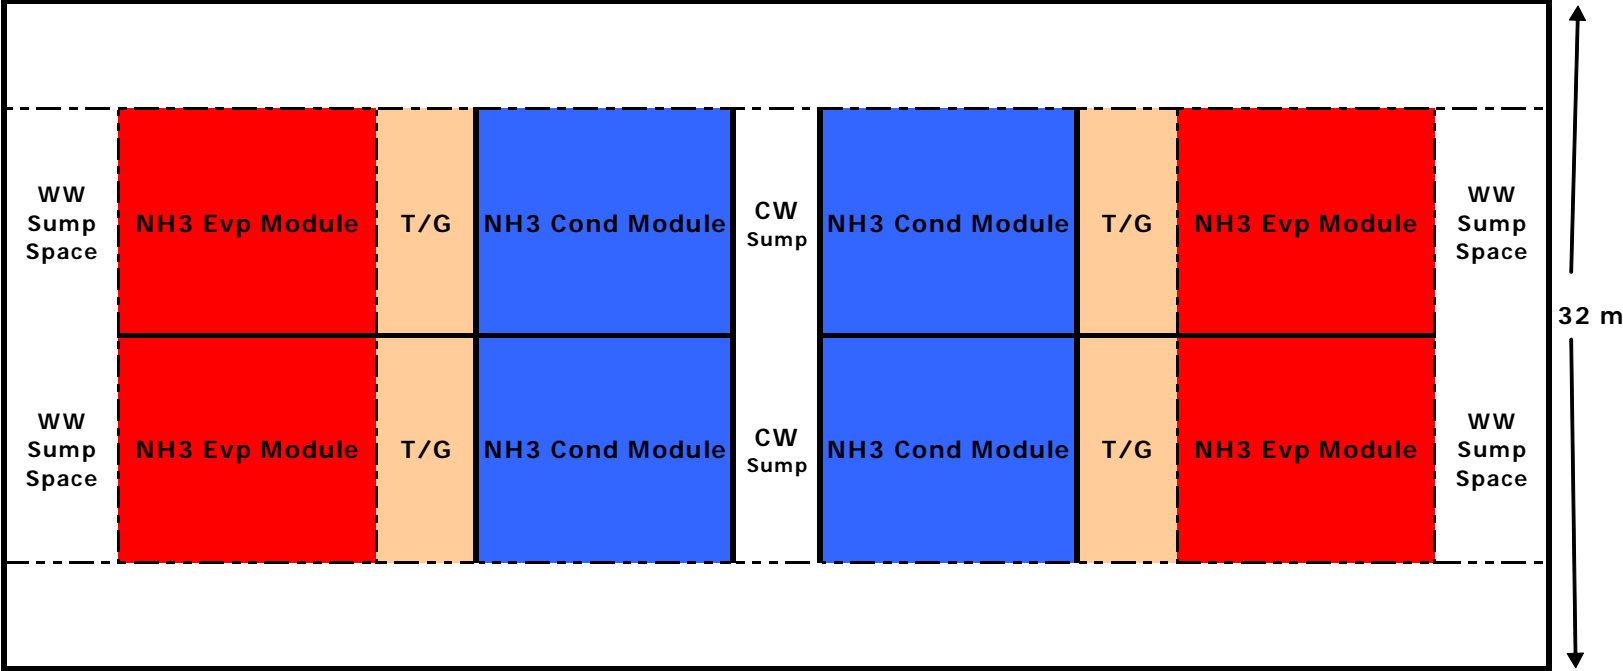 WW
Sump
Space
NH3 Evp Module
T/G
NH3 Cond Module
CW
Sump
NH3 Cond Module
T/G
NH3 Evp Module
WW
Sump
Space
32 m
WW
Sump
Space
NH3 Evp Module
T/G
NH3 Cond Module
CW
Sump
NH3 Cond Module
T/G
NH3 Evp Module
WW
Sump
Space